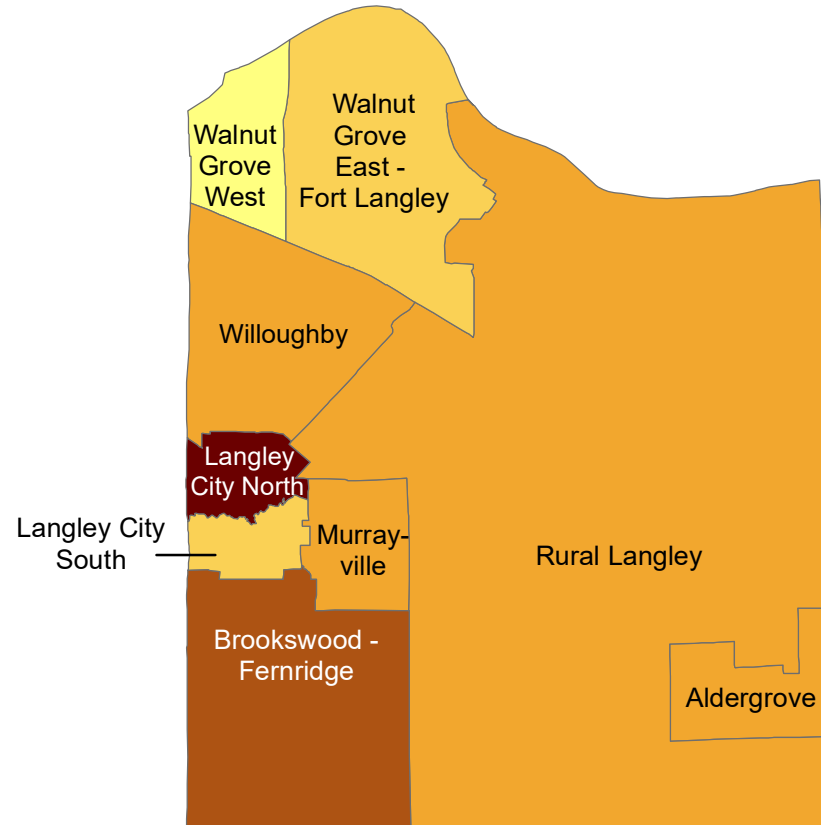 Walnut
Grove
West
Walnut
Grove
East -
Fort Langley
Willoughby
Langley
City North
Langley City
South
Murray-
ville
Rural Langley
Brookswood -
Fernridge
Aldergrove